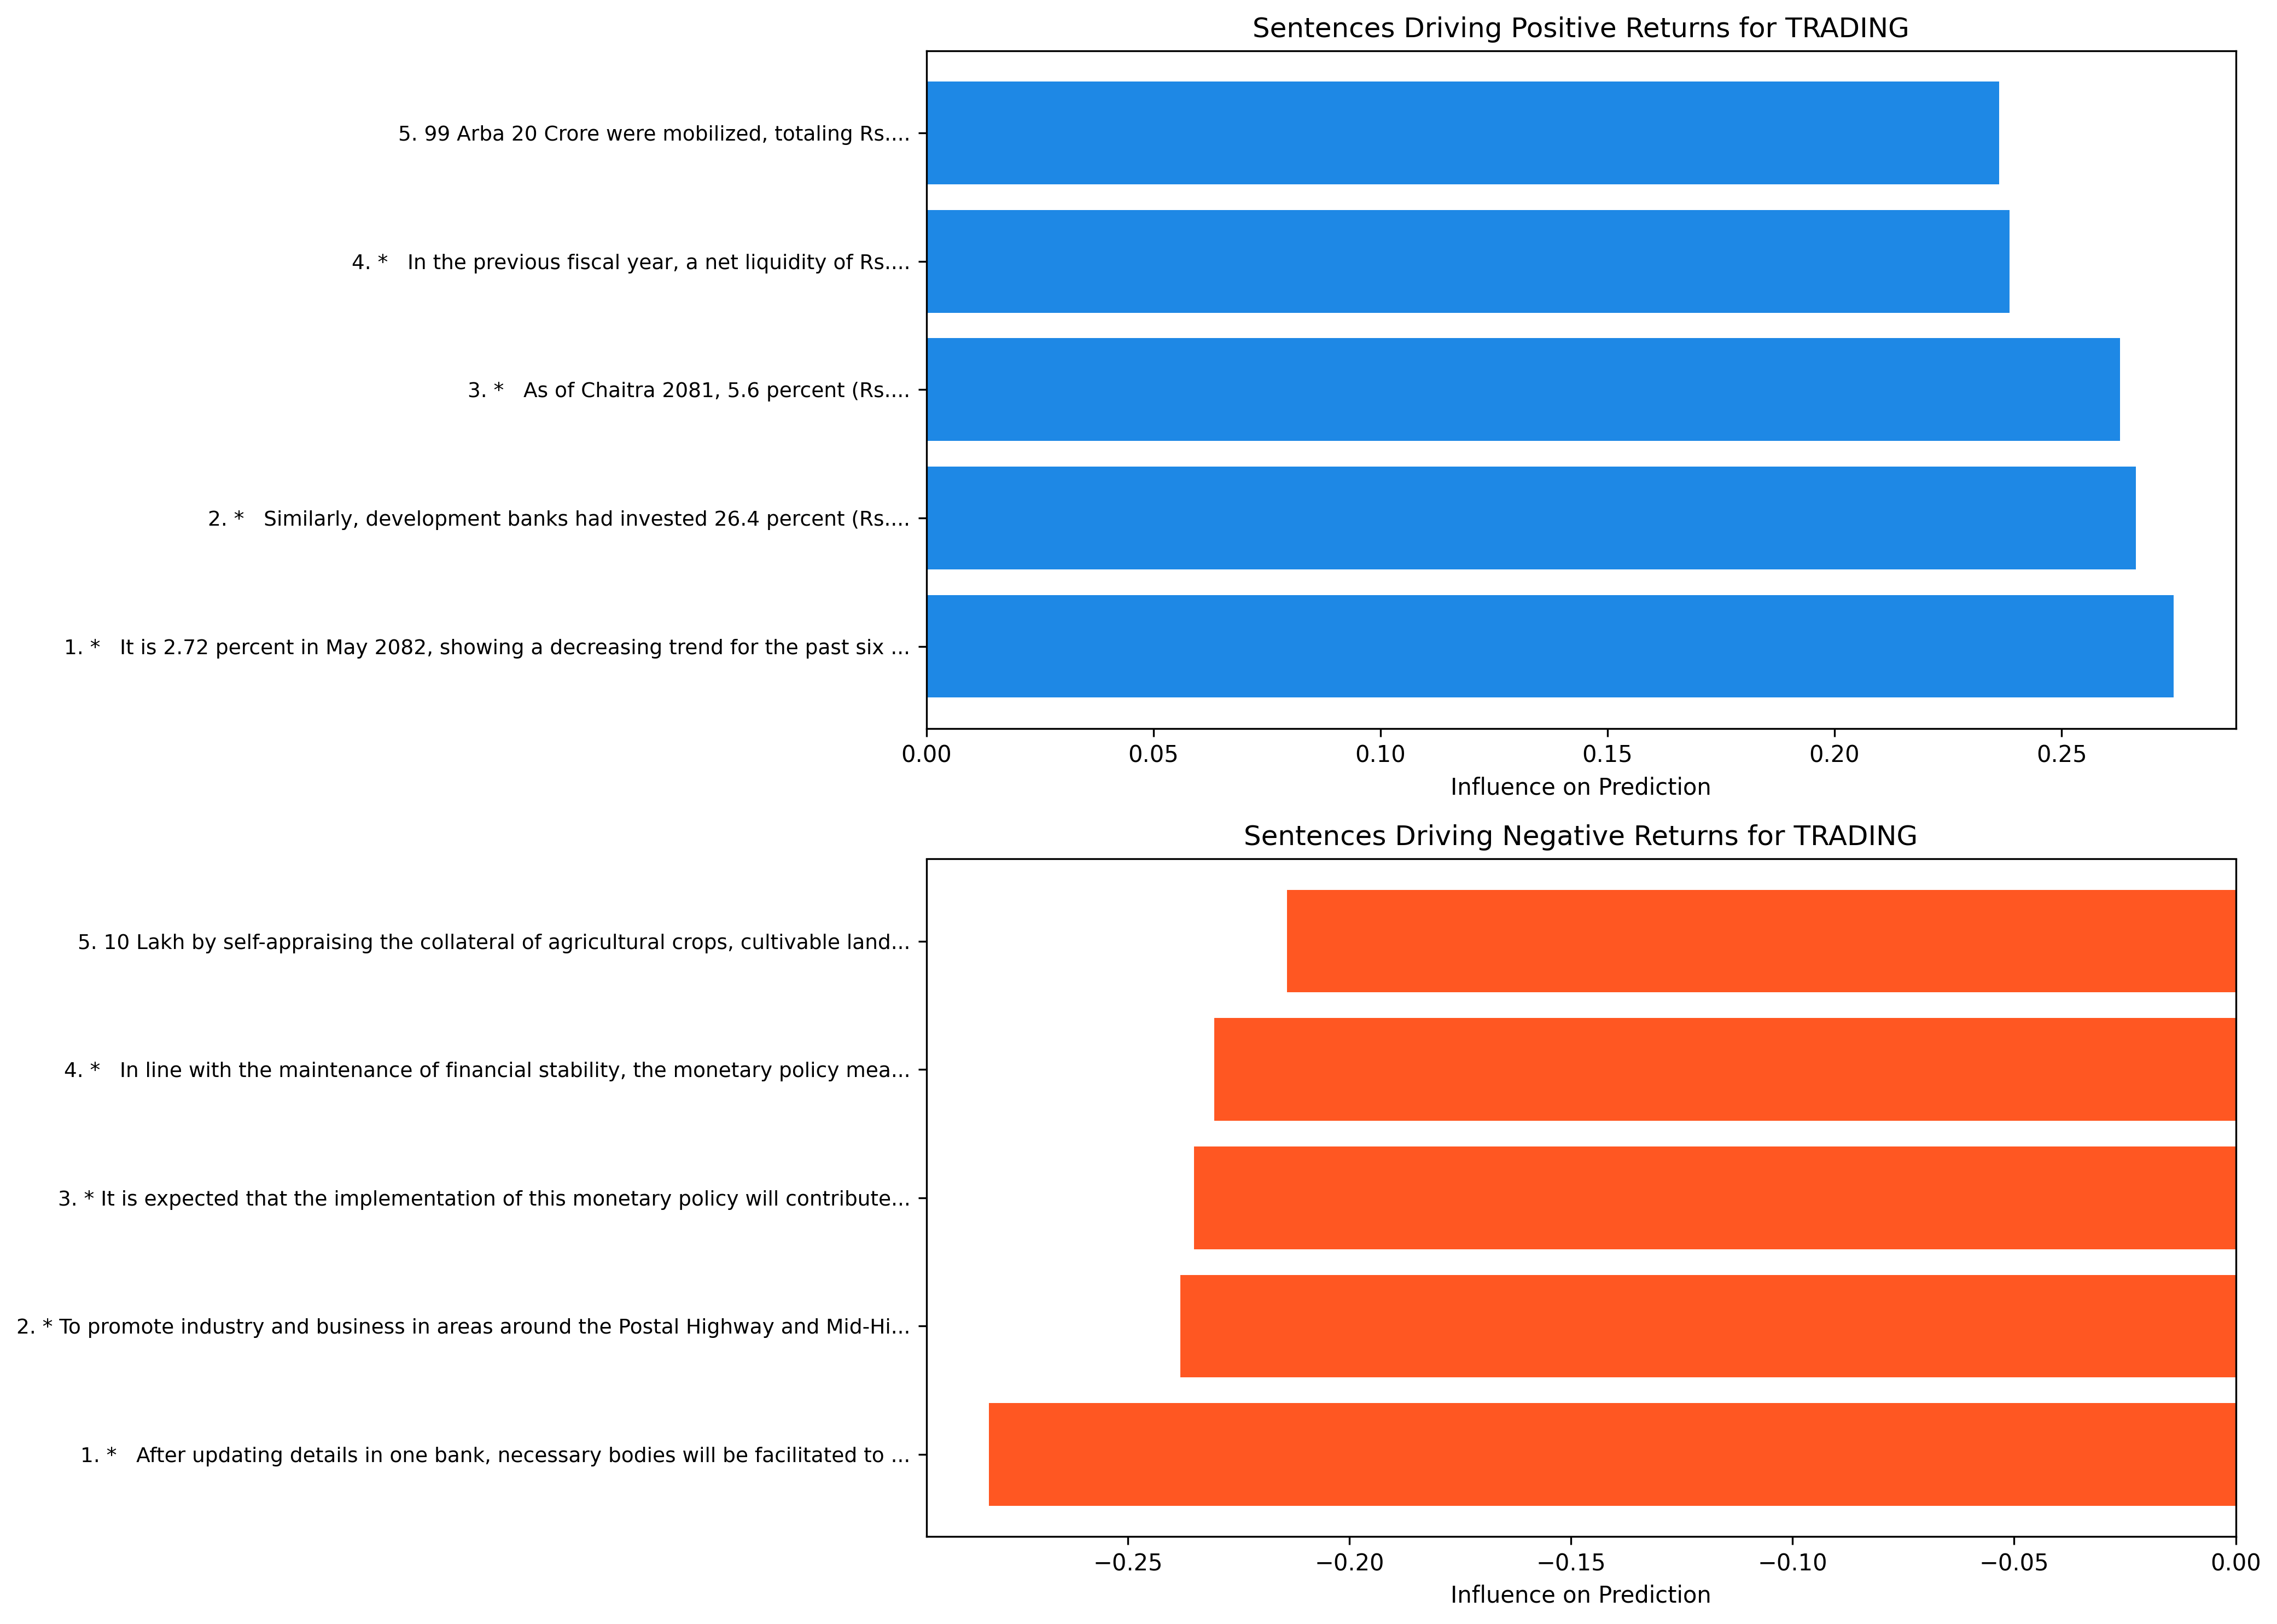 Sentences Driving Positive Returns for TRADING
5. 99 Arba 20 Crore were mobilized, totaling Rs....
4. *   In the previous fiscal year, a net liquidity of Rs....
3. *   As of Chaitra 2081, 5.6 percent (Rs....
2. *   Similarly, development banks had invested 26.4 percent (Rs....
1. *   It is 2.72 percent in May 2082, showing a decreasing trend for the past six ...
0.00 0.05 0.10 0.15 0.20 0.25
Influence on Prediction
Sentences Driving Negative Returns for TRADING
5. 10 Lakh by self-appraising the collateral of agricultural crops, cultivable land...
4. *   In line with the maintenance of financial stability, the monetary policy mea...
3. * It is expected that the implementation of this monetary policy will contribute...
2. * To promote industry and business in areas around the Postal Highway and Mid-Hi...
1. *   After updating details in one bank, necessary bodies will be facilitated to ...
−0.25 −0.20 −0.15 −0.10 −0.05 0.00
Influence on Prediction